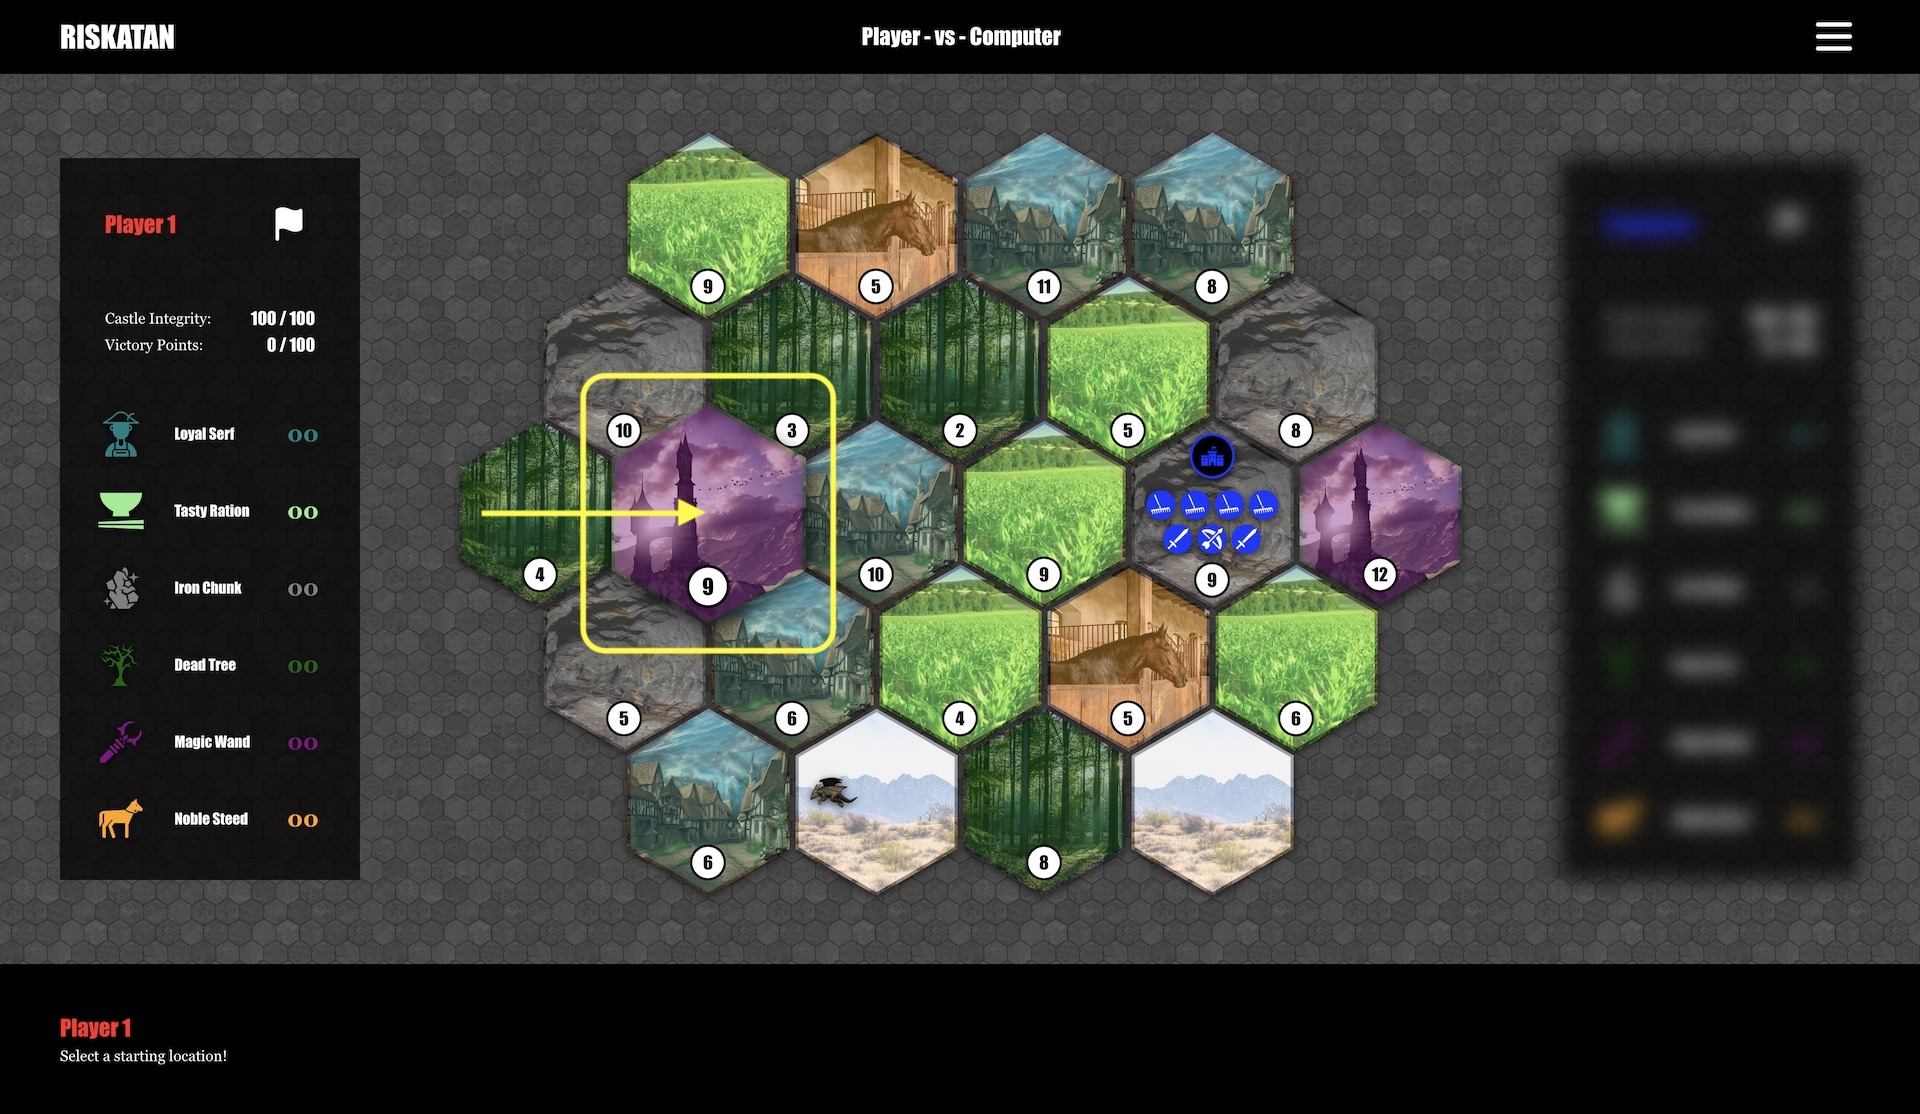 RISKATAN
Player - vs - Computer
Player 1
Castle Integrity: 100 / 100
Victory Points: 0 / 100
Loyal Serf 00
Tasty Ration 00
Iron Chunk 00
Dead Tree 00
Magic Wand 00
Noble Steed 00
9 5 11 8
10 3 2 5 8
4 9 10 9 9 12
5 6 4 5 6
6 8
Player 1
Select a starting location!